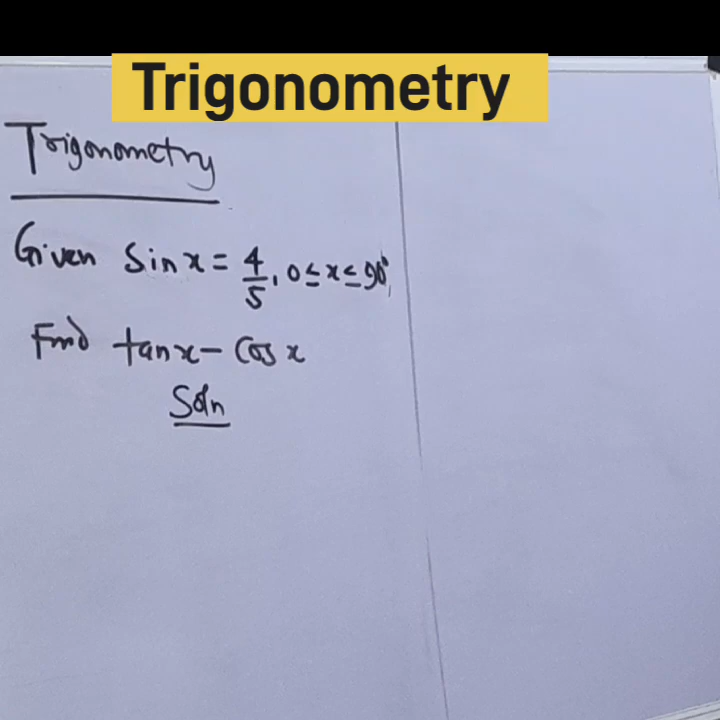 Trigonometry
Trigonometry
Given Sin x = 4/5, 0 ≤ x ≤ 90°,
Find tan x − Cos x
Soln